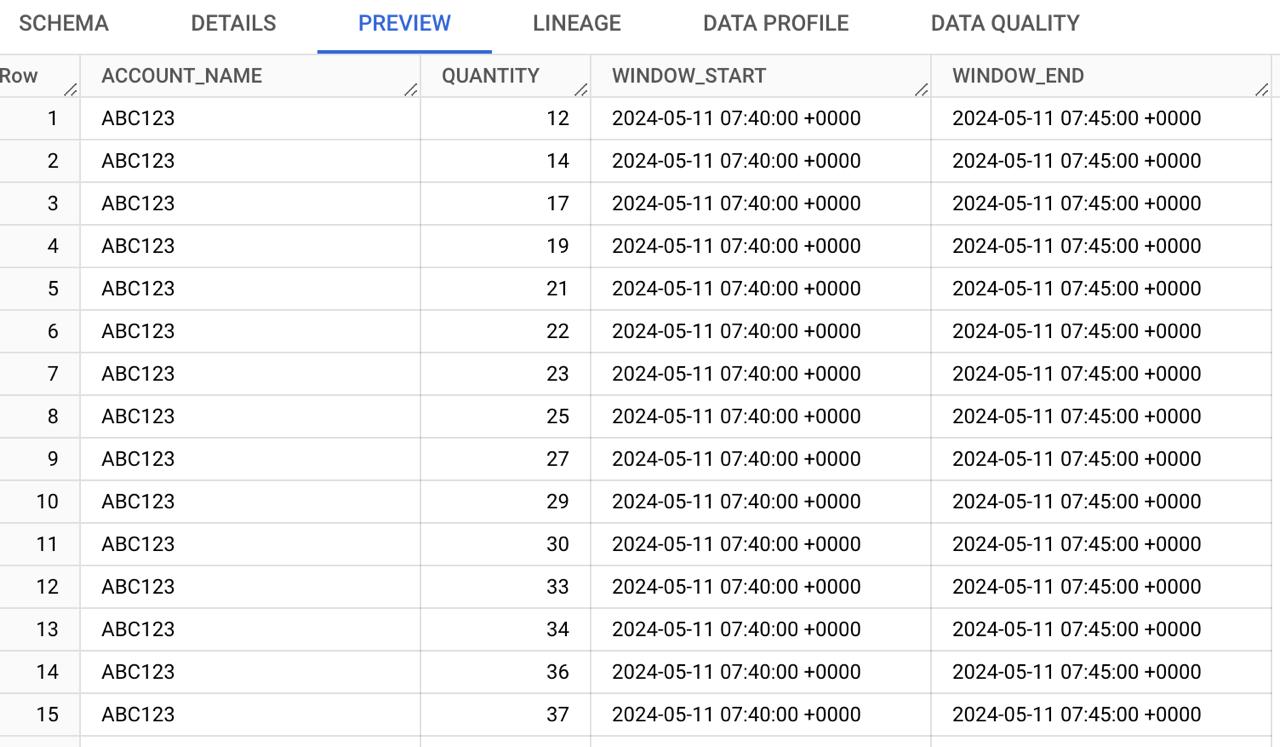 SCHEMA DETAILS PREVIEW LINEAGE DATA PROFILE DATA QUALITY
Row ACCOUNT_NAME QUANTITY WINDOW_START WINDOW_END
1 ABC123 12 2024-05-11 07:40:00 +0000 2024-05-11 07:45:00 +0000
2 ABC123 14 2024-05-11 07:40:00 +0000 2024-05-11 07:45:00 +0000
3 ABC123 17 2024-05-11 07:40:00 +0000 2024-05-11 07:45:00 +0000
4 ABC123 19 2024-05-11 07:40:00 +0000 2024-05-11 07:45:00 +0000
5 ABC123 21 2024-05-11 07:40:00 +0000 2024-05-11 07:45:00 +0000
6 ABC123 22 2024-05-11 07:40:00 +0000 2024-05-11 07:45:00 +0000
7 ABC123 23 2024-05-11 07:40:00 +0000 2024-05-11 07:45:00 +0000
8 ABC123 25 2024-05-11 07:40:00 +0000 2024-05-11 07:45:00 +0000
9 ABC123 27 2024-05-11 07:40:00 +0000 2024-05-11 07:45:00 +0000
10 ABC123 29 2024-05-11 07:40:00 +0000 2024-05-11 07:45:00 +0000
11 ABC123 30 2024-05-11 07:40:00 +0000 2024-05-11 07:45:00 +0000
12 ABC123 33 2024-05-11 07:40:00 +0000 2024-05-11 07:45:00 +0000
13 ABC123 34 2024-05-11 07:40:00 +0000 2024-05-11 07:45:00 +0000
14 ABC123 36 2024-05-11 07:40:00 +0000 2024-05-11 07:45:00 +0000
15 ABC123 37 2024-05-11 07:40:00 +0000 2024-05-11 07:45:00 +0000